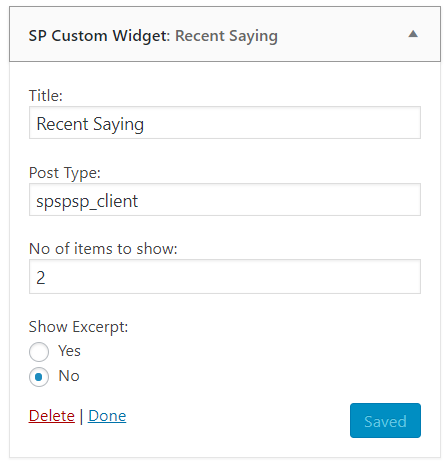 SP Custom Widget: Recent Saying
Title:
Recent Saying
Post Type:
spspsp_client
No of items to show:
2
Show Excerpt:
Yes
No
Delete | Done
Saved